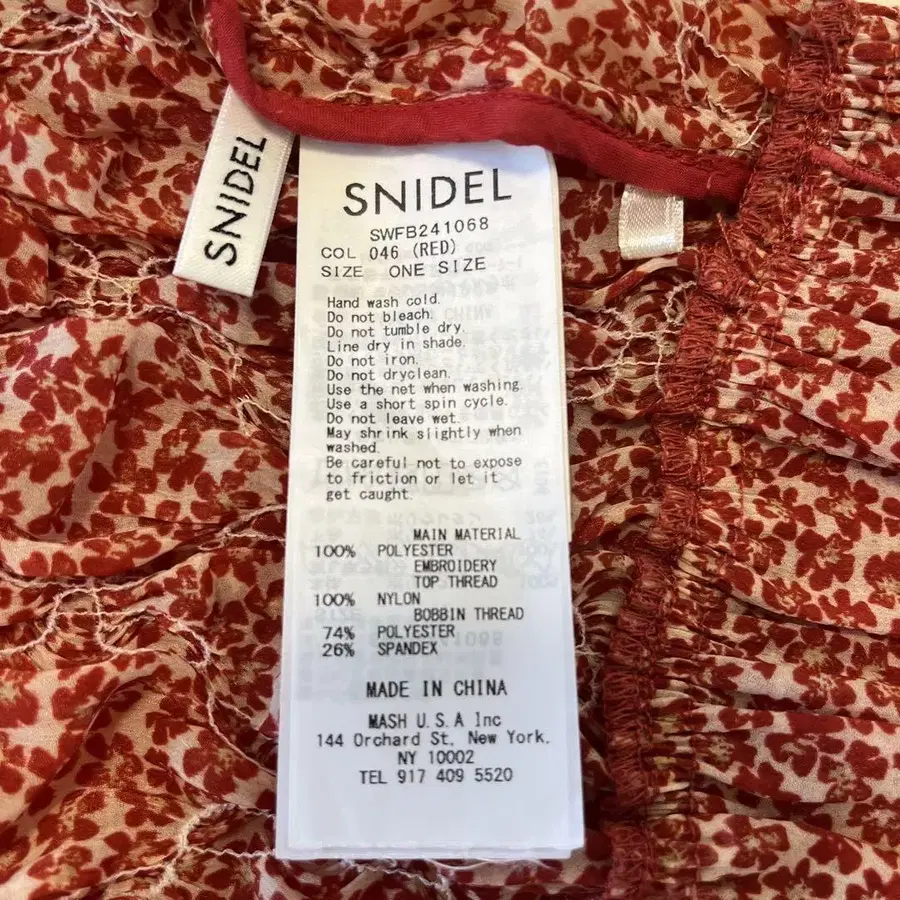 SNIDEL
SNIDEL
SWFB241068
COL 046 (RED)
SIZE ONE SIZE
Hand wash cold.
Do not bleach.
Do not tumble dry.
Line dry in shade.
Do not iron.
Do not dryclean.
Use the net when washing.
Use a short spin cycle.
Do not leave wet.
May shrink slightly when
washed.
Be careful not to expose
to friction or let it
get caught.
MAIN MATERIAL
100% POLYESTER
EMBROIDERY
TOP THREAD
100% NYLON
BOBBIN THREAD
74% POLYESTER
26% SPANDEX
MADE IN CHINA
MASH U.S.A Inc
144 Orchard St, New York,
NY 10002
TEL 917 409 5520